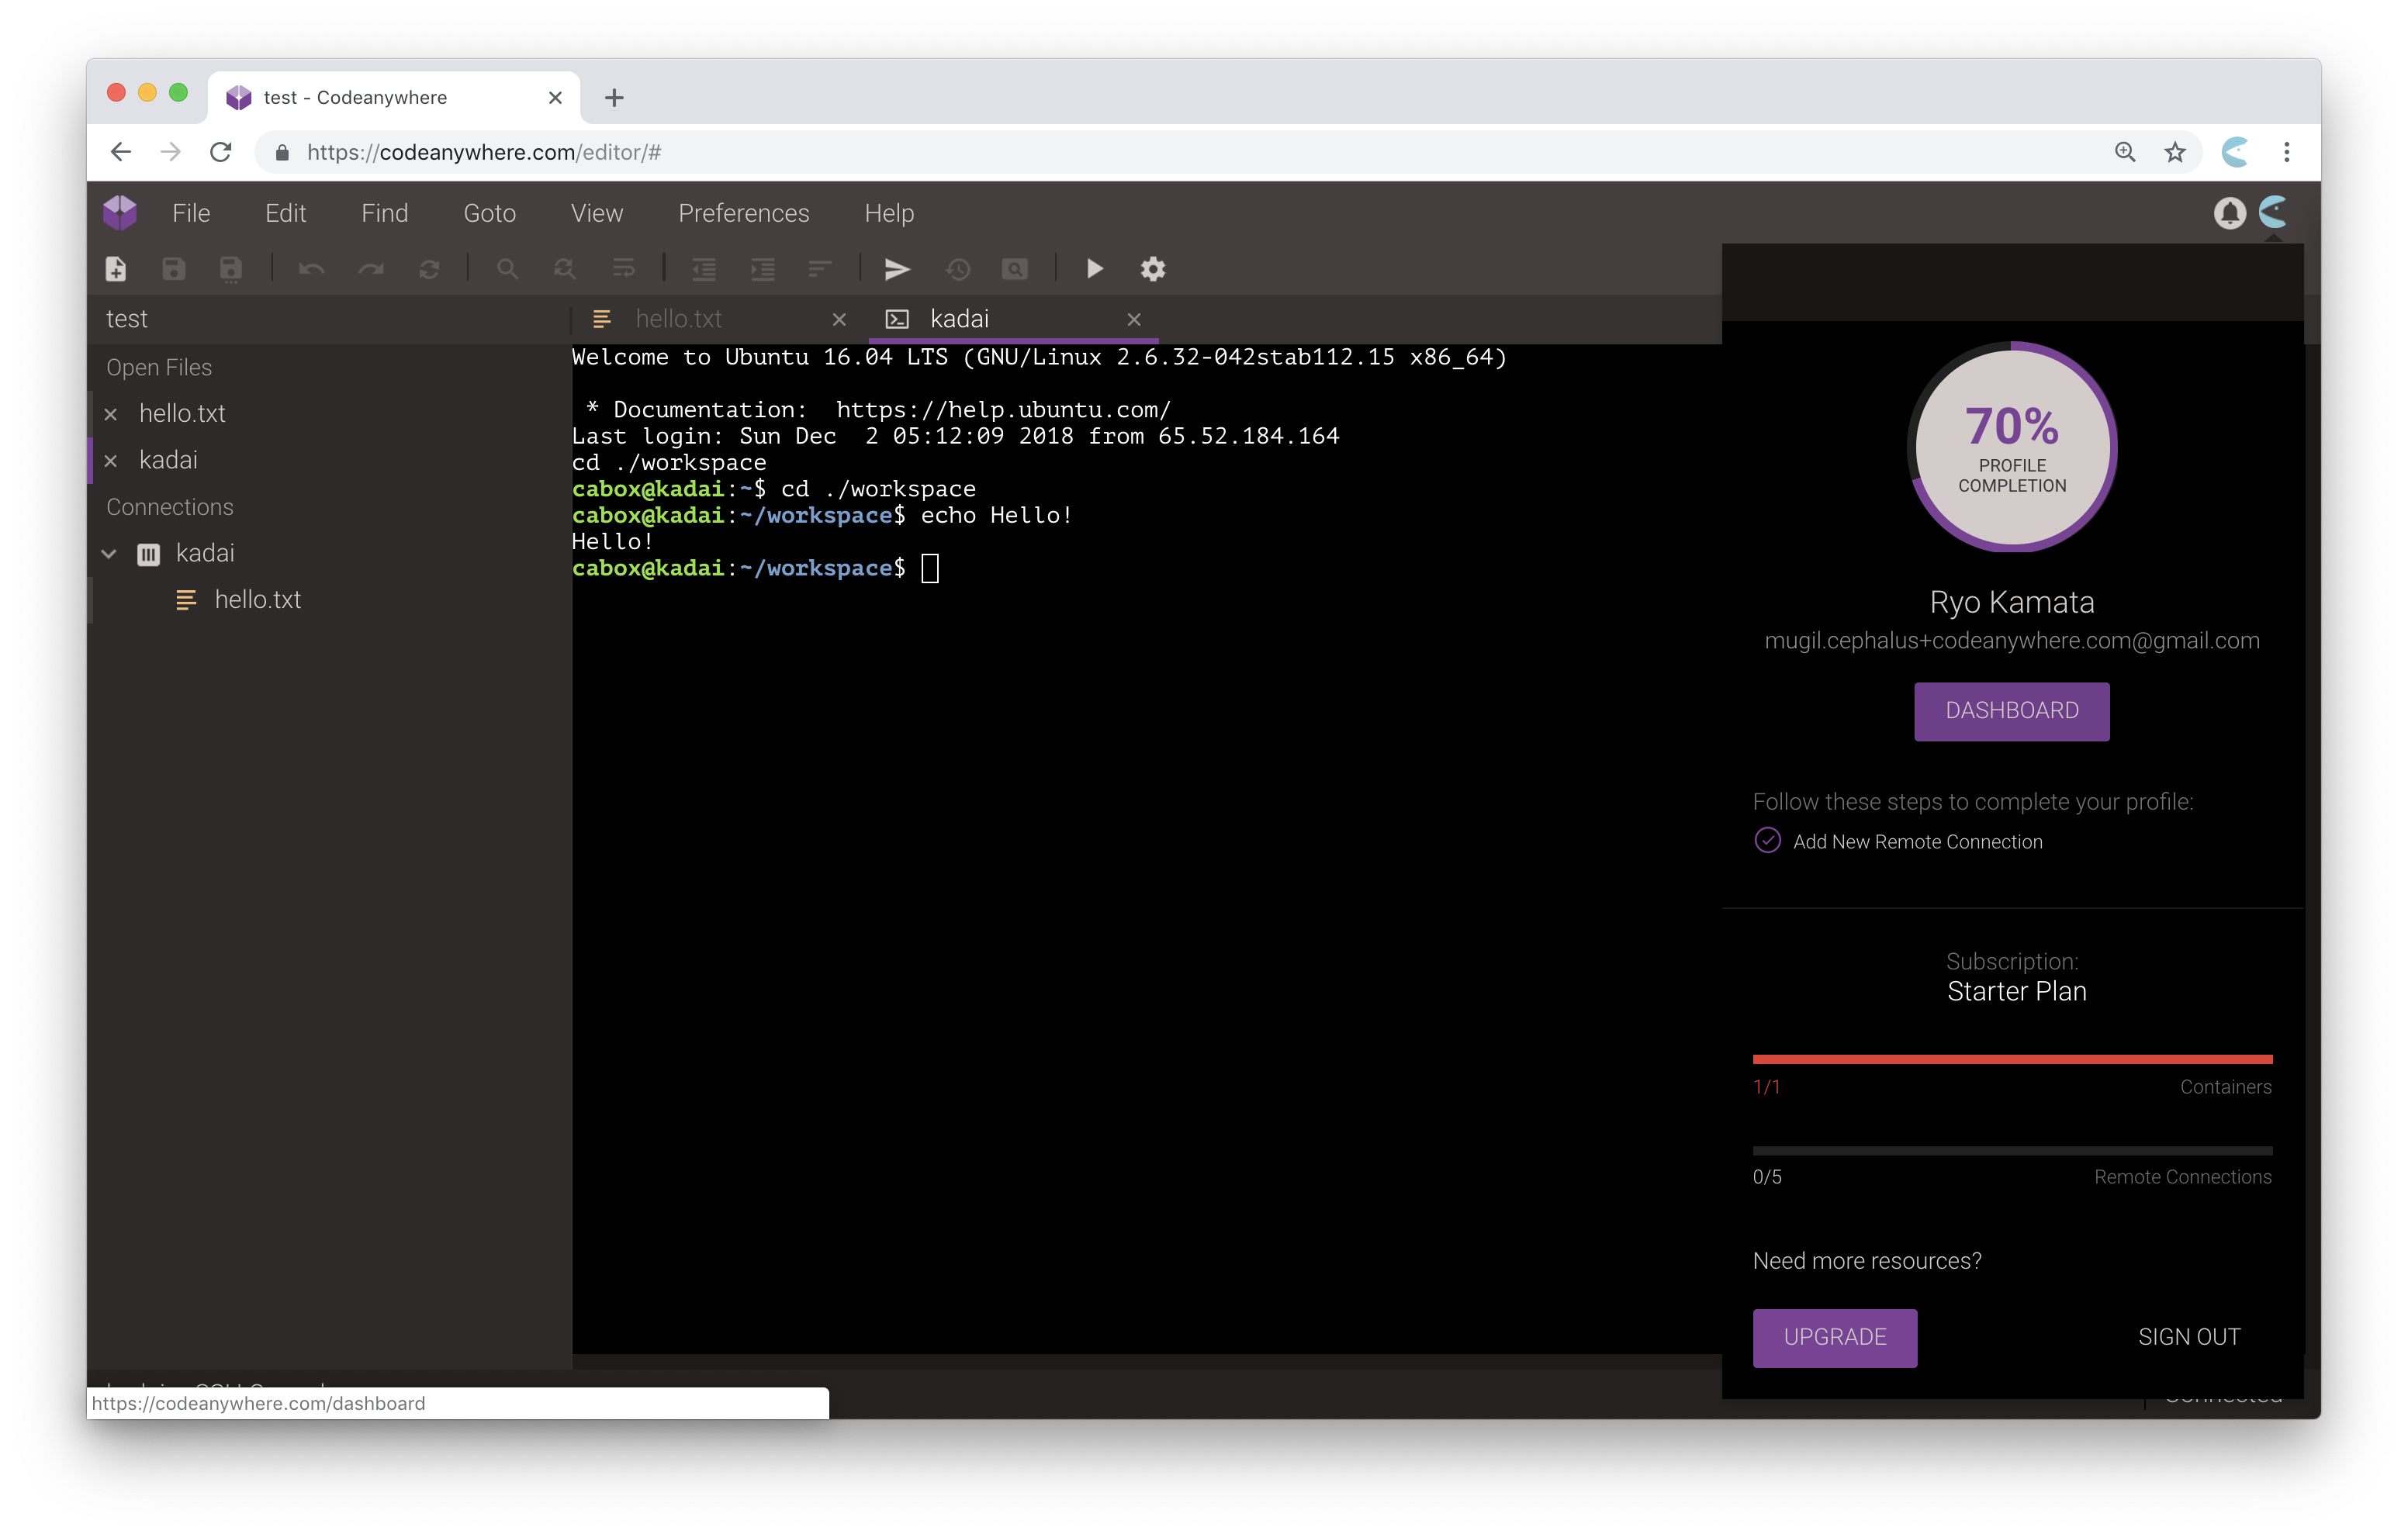 test - Codeanywhere
https://codeanywhere.com/editor/#
File Edit Find Goto View Preferences Help
test
hello.txt
kadai
Open Files
hello.txt
kadai
Connections
kadai
hello.txt
Welcome to Ubuntu 16.04 LTS (GNU/Linux 2.6.32-042stab112.15 x86_64)
* Documentation:  https://help.ubuntu.com/
Last login: Sun Dec  2 05:12:09 2018 from 65.52.184.164
cd ./workspace
cabox@kadai:~$ cd ./workspace
cabox@kadai:~/workspace$ echo Hello!
Hello!
cabox@kadai:~/workspace$
70%
PROFILE
COMPLETION
Ryo Kamata
mugil.cephalus+codeanywhere.com@gmail.com
DASHBOARD
Follow these steps to complete your profile:
Add New Remote Connection
Subscription:
Starter Plan
1/1 Containers
0/5 Remote Connections
Need more resources?
UPGRADE SIGN OUT
https://codeanywhere.com/dashboard